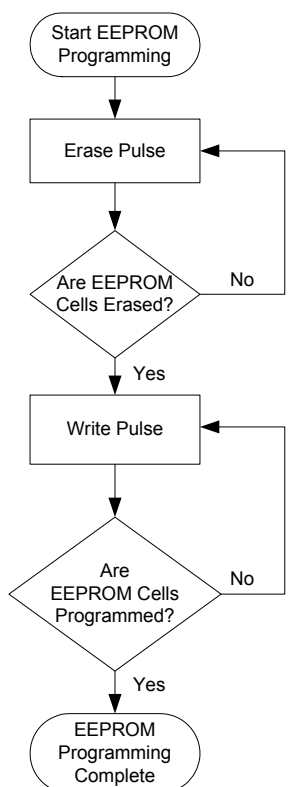 Start EEPROM
Programming
Erase Pulse
Are EEPROM
Cells Erased?
No
Yes
Write Pulse
Are
EEPROM Cells
Programmed?
No
Yes
EEPROM
Programming
Complete